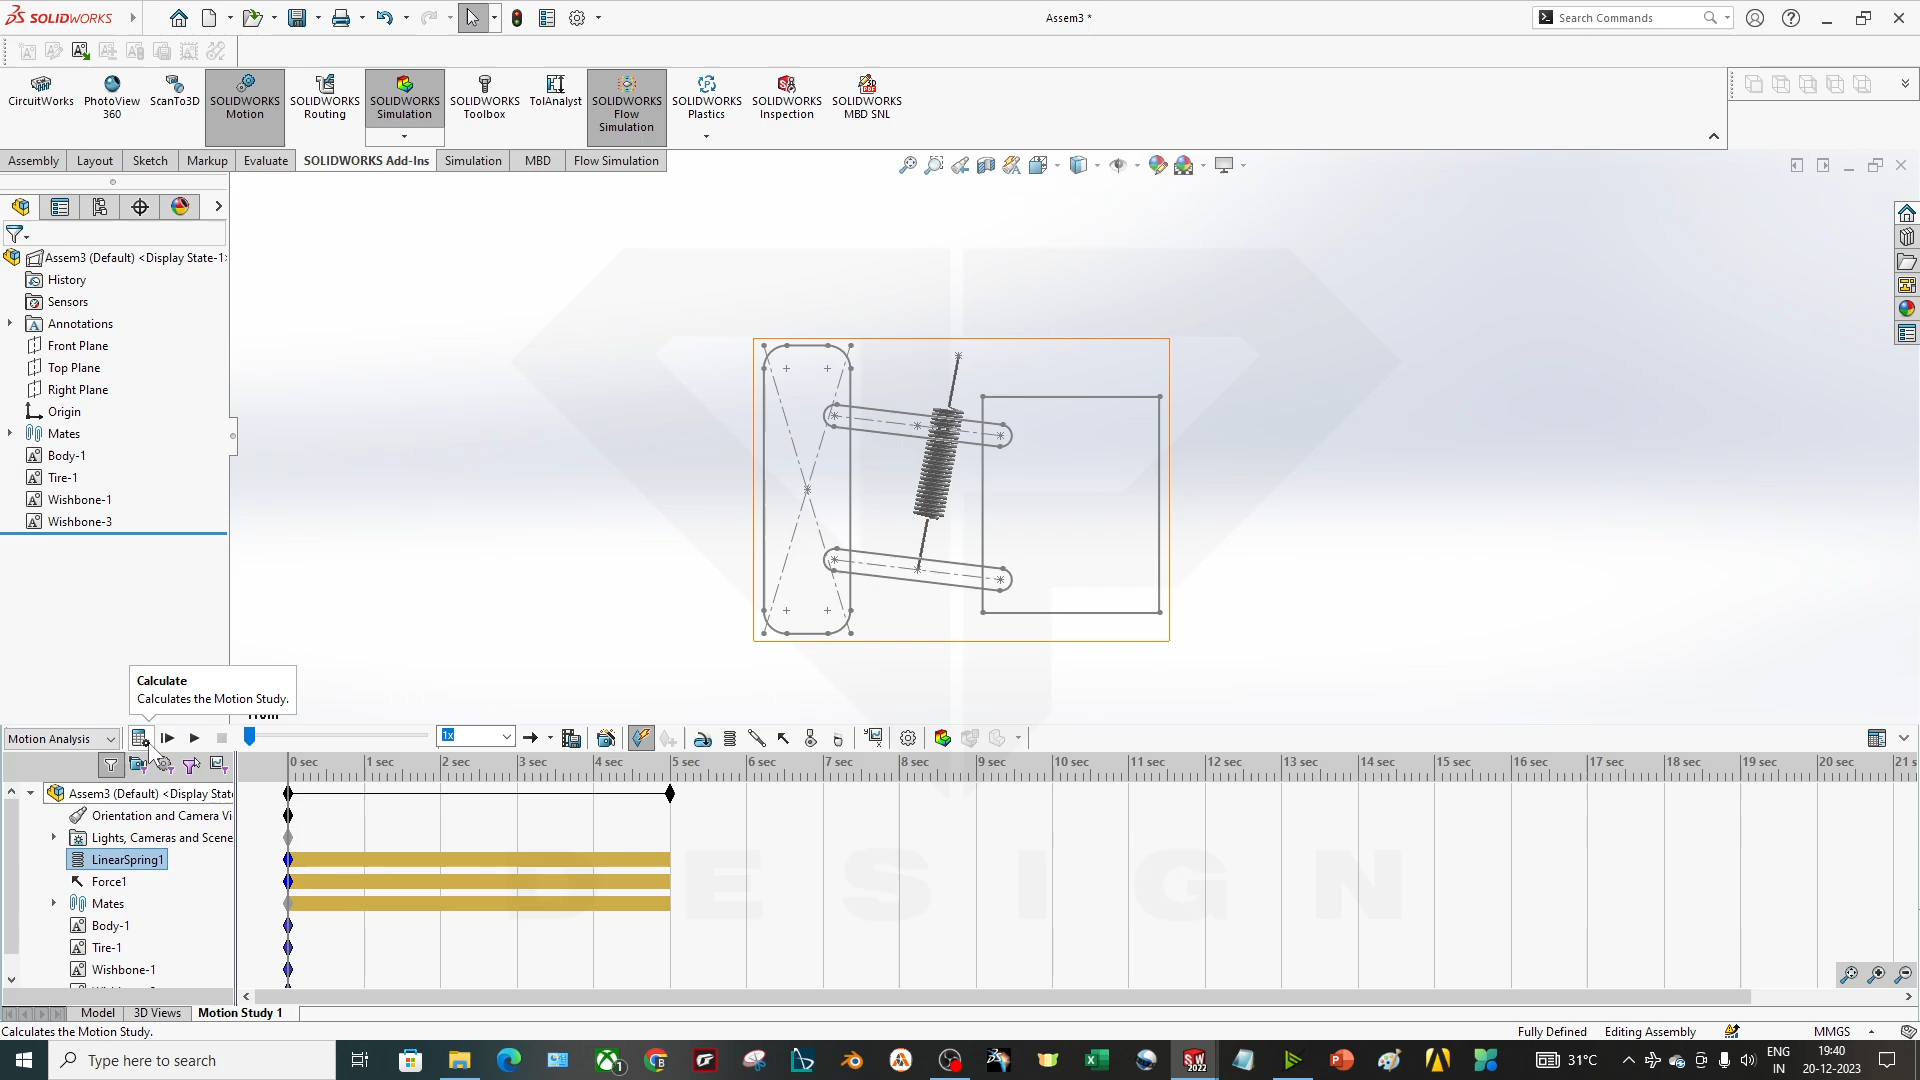 SOLIDWORKS
Assem3 *
Search Commands
CircuitWorks
PhotoView
360
ScanTo3D
SOLIDWORKS
Motion
SOLIDWORKS
Routing
SOLIDWORKS
Simulation
SOLIDWORKS
Toolbox
TolAnalyst
SOLIDWORKS
Flow
Simulation
SOLIDWORKS
Plastics
SOLIDWORKS
Inspection
SOLIDWORKS
MBD SNL
Assembly
Layout
Sketch
Markup
Evaluate
SOLIDWORKS Add-Ins
Simulation
MBD
Flow Simulation
Assem3 (Default) <Display State-1>
History
Sensors
Annotations
Front Plane
Top Plane
Right Plane
Origin
Mates
Body-1
Tire-1
Wishbone-1
Wishbone-3
Calculate
Calculates the Motion Study.
Motion Analysis
1x
0 sec 1 sec 2 sec 3 sec 4 sec 5 sec 6 sec 7 sec 8 sec 9 sec 10 sec 11 sec 12 sec 13 sec 14 sec 15 sec 16 sec 17 sec 18 sec 19 sec 20 sec 21 s
Assem3 (Default) <Display State
Orientation and Camera Vi
Lights, Cameras and Scene
LinearSpring1
Force1
Mates
Body-1
Tire-1
Wishbone-1
DESIGN
Model
3D Views
Motion Study 1
Calculates the Motion Study.
Fully Defined
Editing Assembly
MMGS
Type here to search
SW
2022
31°C
ENG
IN
19:40
20-12-2023